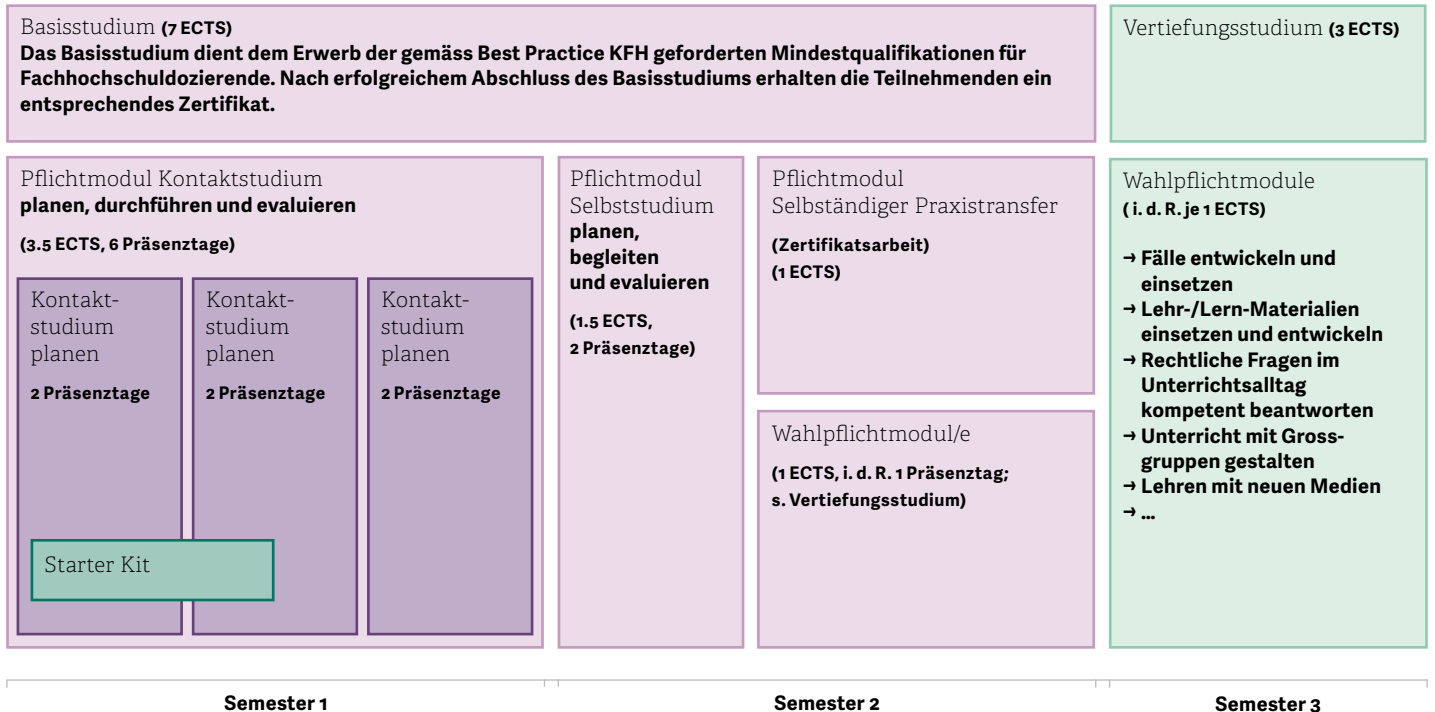 Basisstudium (7 ECTS)
Das Basisstudium dient dem Erwerb der gemäss Best Practice KFH geforderten Mindestqualifikationen für
Fachhochschuldozierende. Nach erfolgreichem Abschluss des Basisstudiums erhalten die Teilnehmenden ein
entsprechendes Zertifikat.
Vertiefungsstudium (3 ECTS)
Pflichtmodul Kontaktstudium
planen, durchführen und evaluieren
(3.5 ECTS, 6 Präsenztage)
Kontakt-
studium
planen
2 Präsenztage
Kontakt-
studium
planen
2 Präsenztage
Kontakt-
studium
planen
2 Präsenztage
Starter Kit
Pflichtmodul
Selbststudium
planen,
begleiten
und evaluieren
(1.5 ECTS,
2 Präsenztage)
Pflichtmodul
Selbständiger Praxistransfer
(Zertifikatsarbeit)
(1 ECTS)
Wahlpflichtmodul/e
(1 ECTS, i. d. R. 1 Präsenztag;
s. Vertiefungsstudium)
Wahlpflichtmodule
( i. d. R. je 1 ECTS)
→ Fälle entwickeln und
einsetzen
→ Lehr-/Lern-Materialien
einsetzen und entwickeln
→ Rechtliche Fragen im
Unterrichtsalltag
kompetent beantworten
→ Unterricht mit Gross-
gruppen gestalten
→ Lehren mit neuen Medien
→ ...
Semester 1
Semester 2
Semester 3